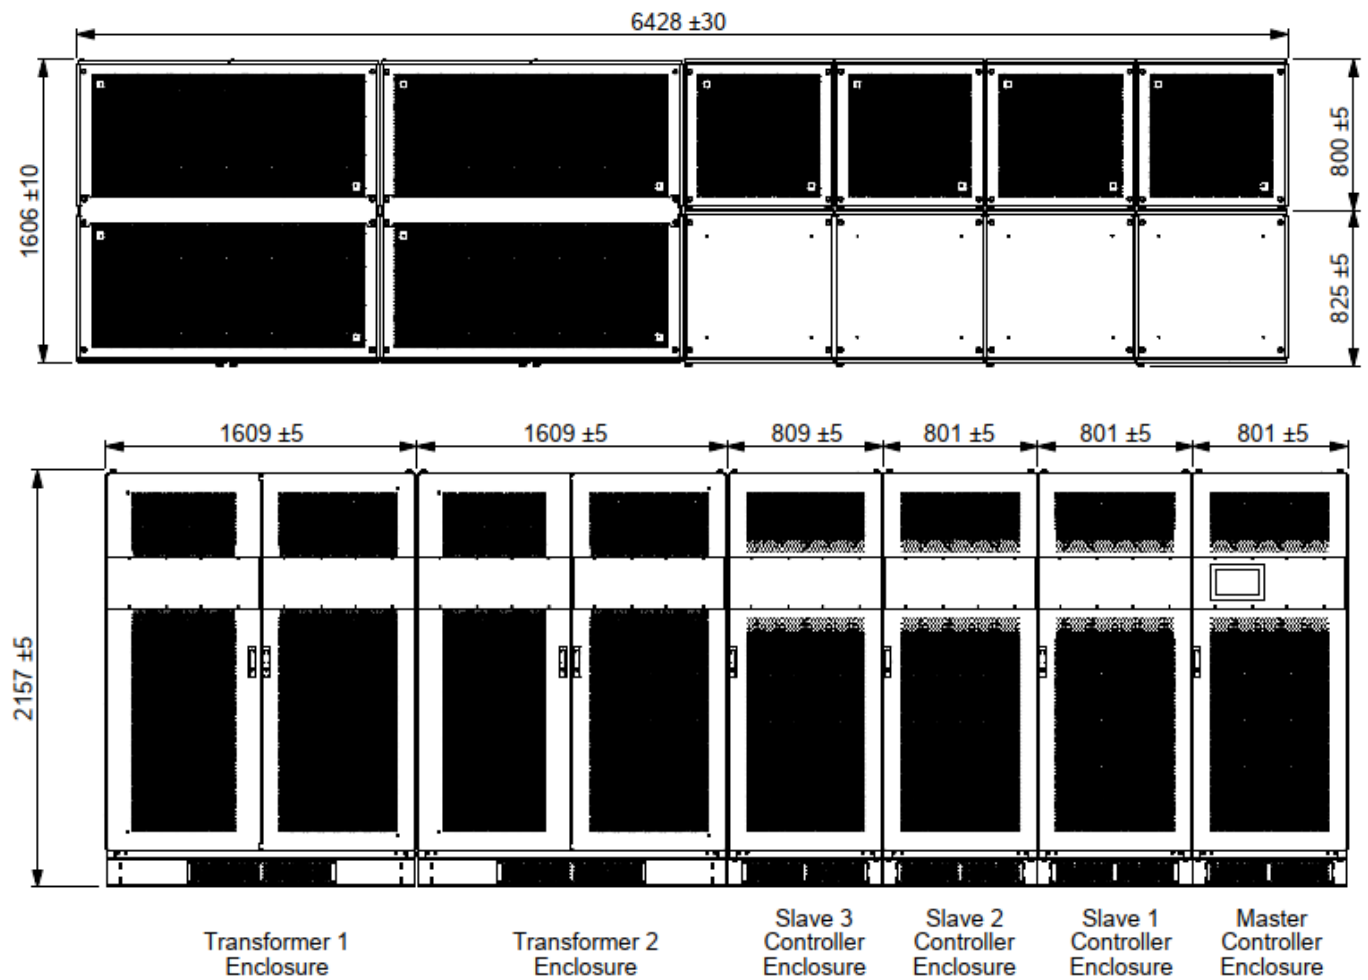 6428 ±30
1606 ±10
800 ±5
825 ±5
1609 ±5
1609 ±5
809 ±5
801 ±5
801 ±5
801 ±5
2157 ±5
Transformer 1
Enclosure
Transformer 2
Enclosure
Slave 3
Controller
Enclosure
Slave 2
Controller
Enclosure
Slave 1
Controller
Enclosure
Master
Controller
Enclosure